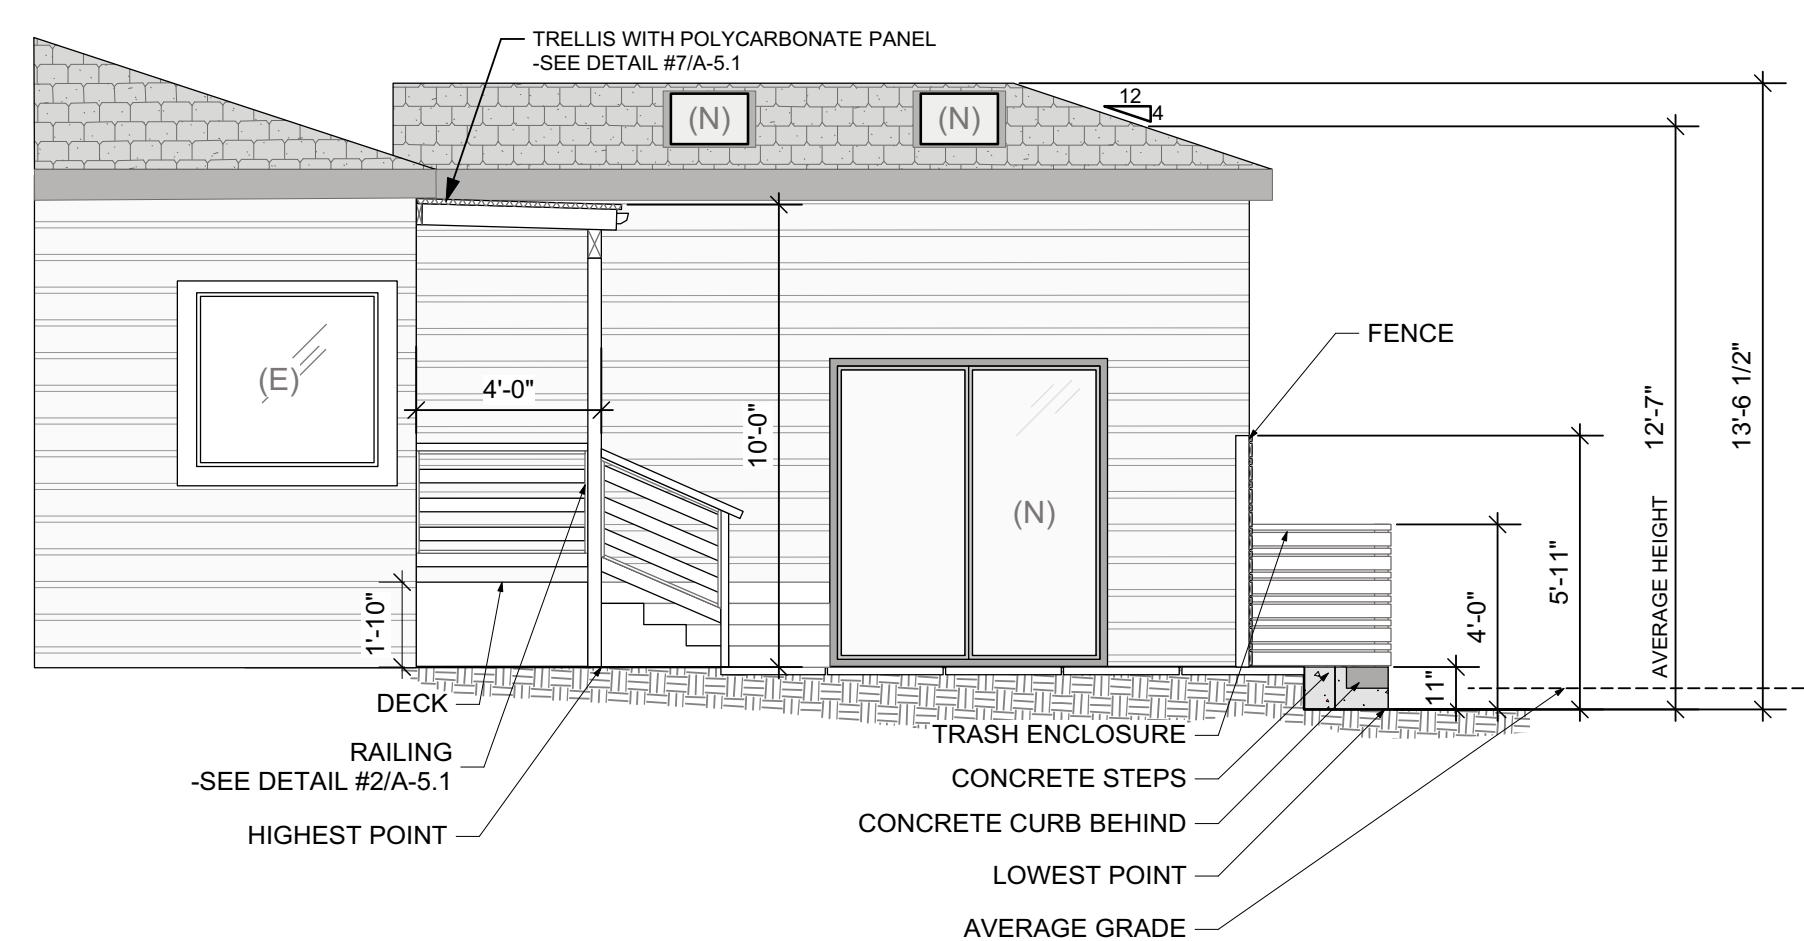 TRELLIS WITH POLYCARBONATE PANEL
-SEE DETAIL #7/A-5.1
12
4
(N)
(N)
FENCE
(E)
4'-0"
10'-0"
12'-7"
13'-6 1/2"
(N)
AVERAGE HEIGHT
5'-11"
4'-0"
1'-10"
11"
DECK
RAILING
-SEE DETAIL #2/A-5.1
HIGHEST POINT
TRASH ENCLOSURE
CONCRETE STEPS
CONCRETE CURB BEHIND
LOWEST POINT
AVERAGE GRADE